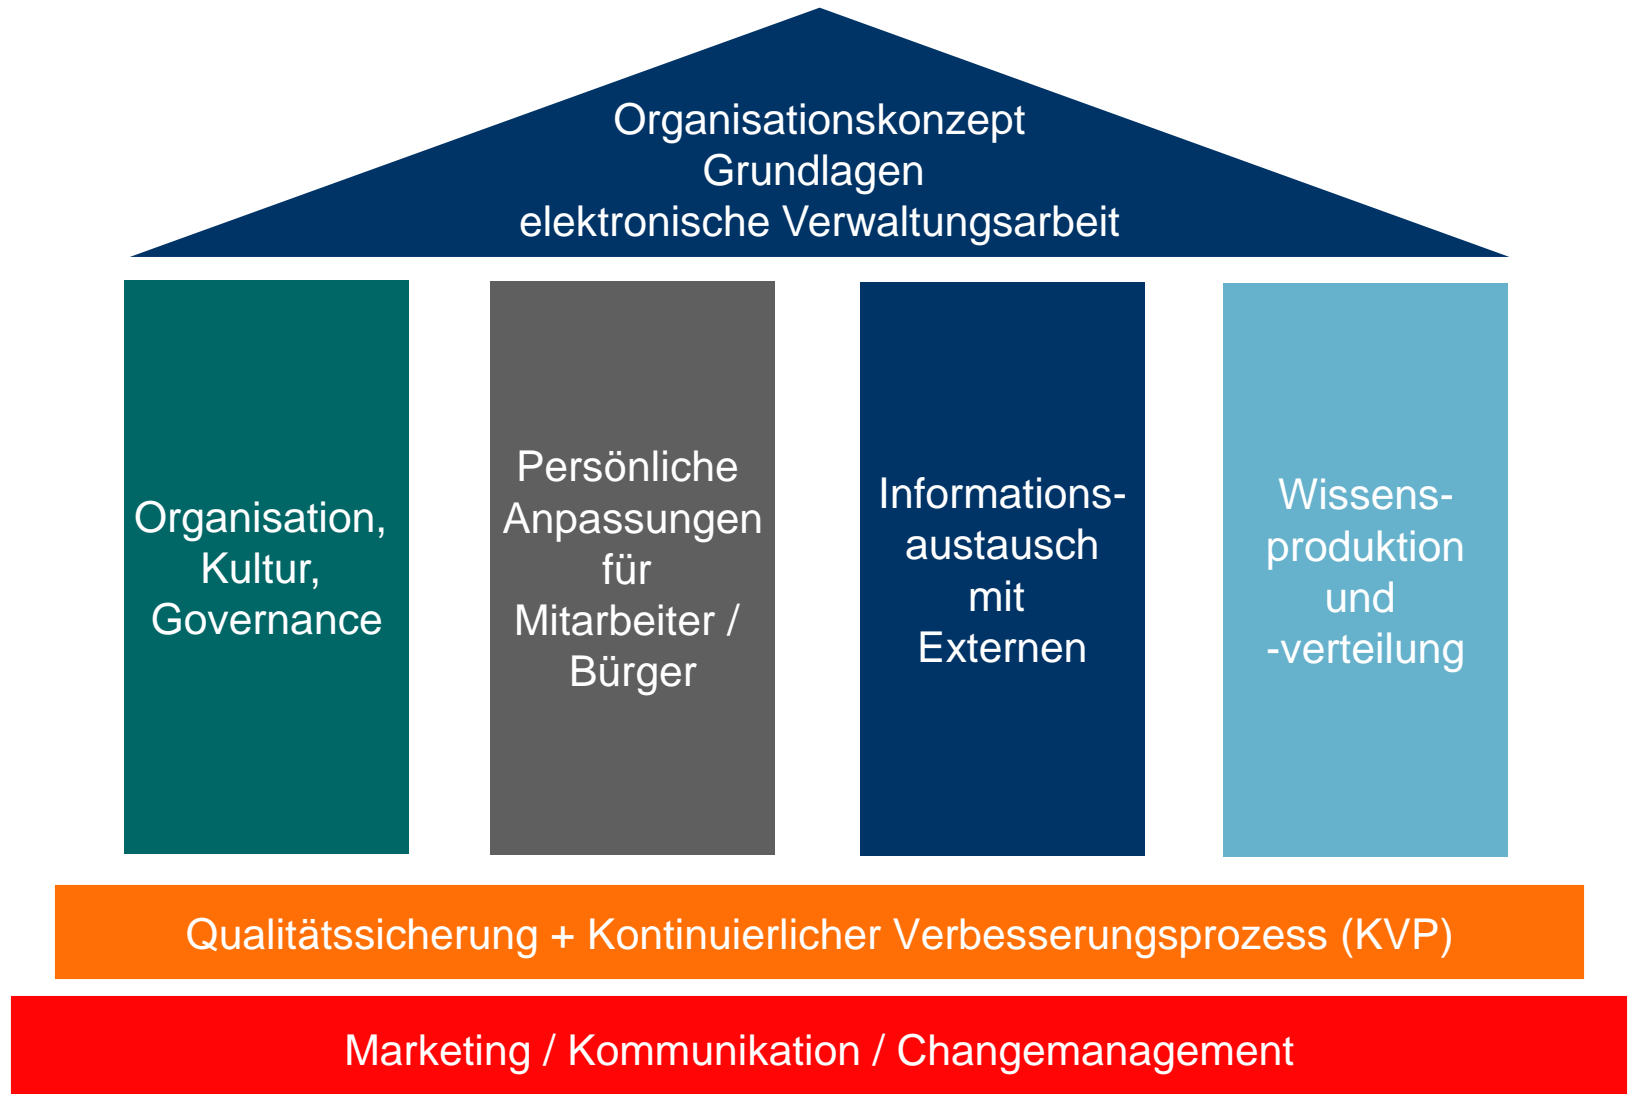 Organisationskonzept
Grundlagen
elektronische Verwaltungsarbeit
Organisation,
Kultur,
Governance
Persönliche
Anpassungen
für
Mitarbeiter /
Bürger
Informations-
austausch
mit
Externen
Wissens-
produktion
und
-verteilung
Qualitätssicherung + Kontinuierlicher Verbesserungsprozess (KVP)
Marketing / Kommunikation / Changemanagement